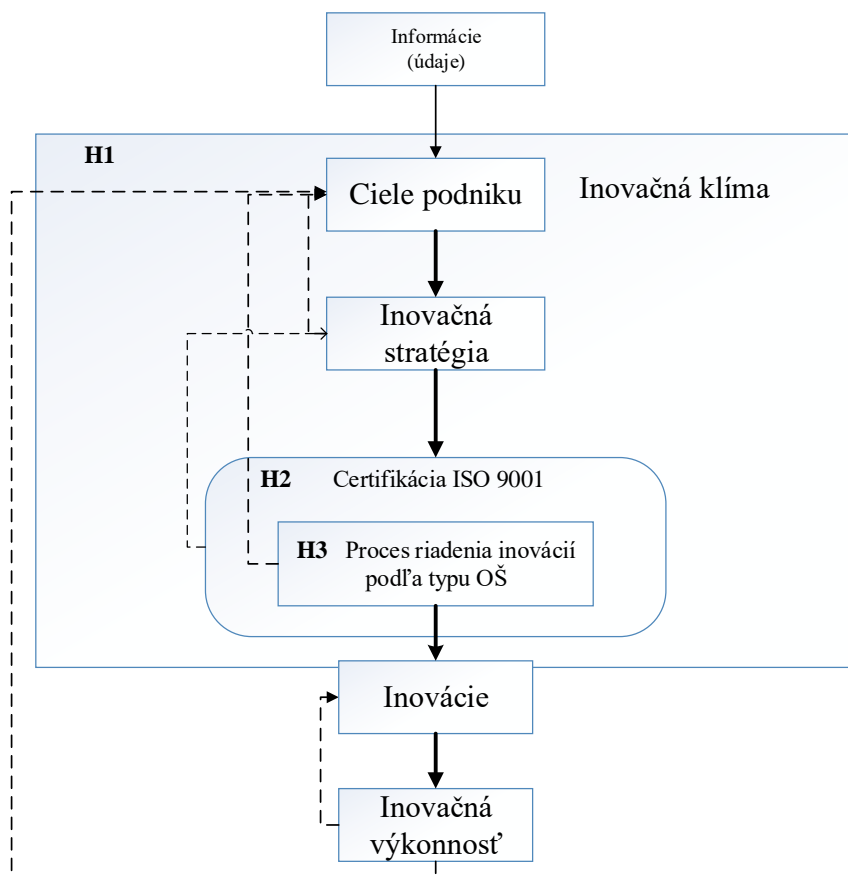 Informácie
(údaje)
H1
Ciele podniku
Inovačná klíma
Inovačná
stratégia
H2 Certifikácia ISO 9001
H3 Proces riadenia inovácií
podľa typu OŠ
Inovácie
Inovačná
výkonnosť